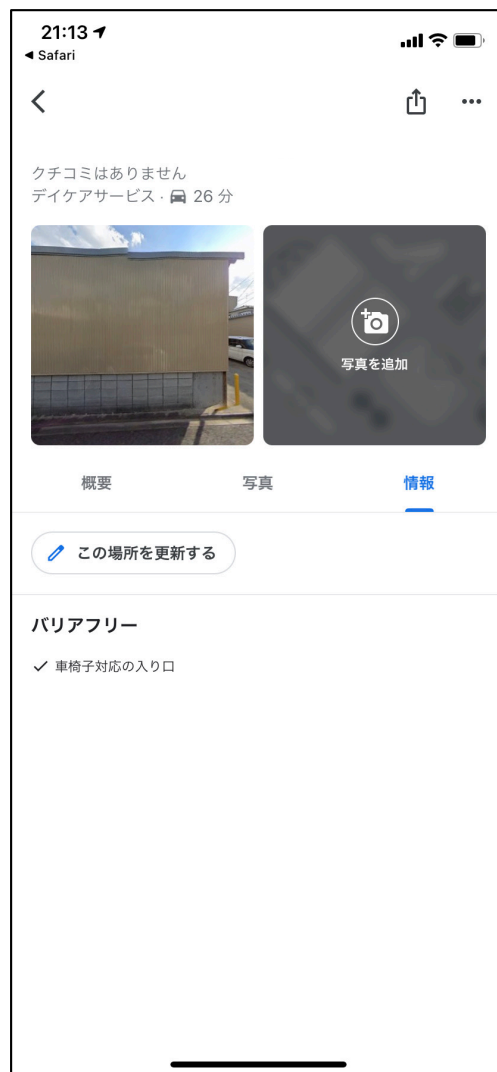 21:13
◀ Safari
クチコミはありません
デイケアサービス · 26 分
写真を追加
概要
写真
情報
この場所を更新する
バリアフリー
車椅子対応の入り口